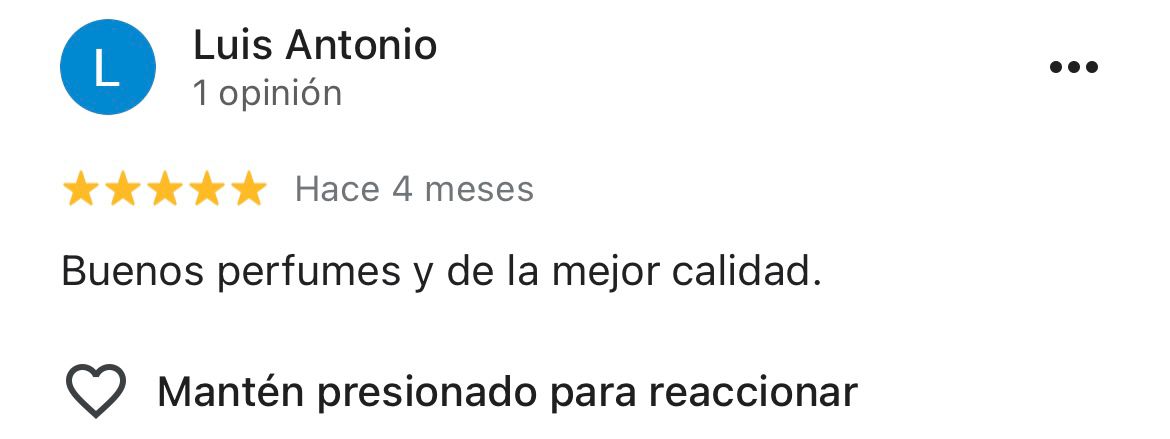 L
Luis Antonio
1 opinión
Hace 4 meses
Buenos perfumes y de la mejor calidad.
Mantén presionado para reaccionar